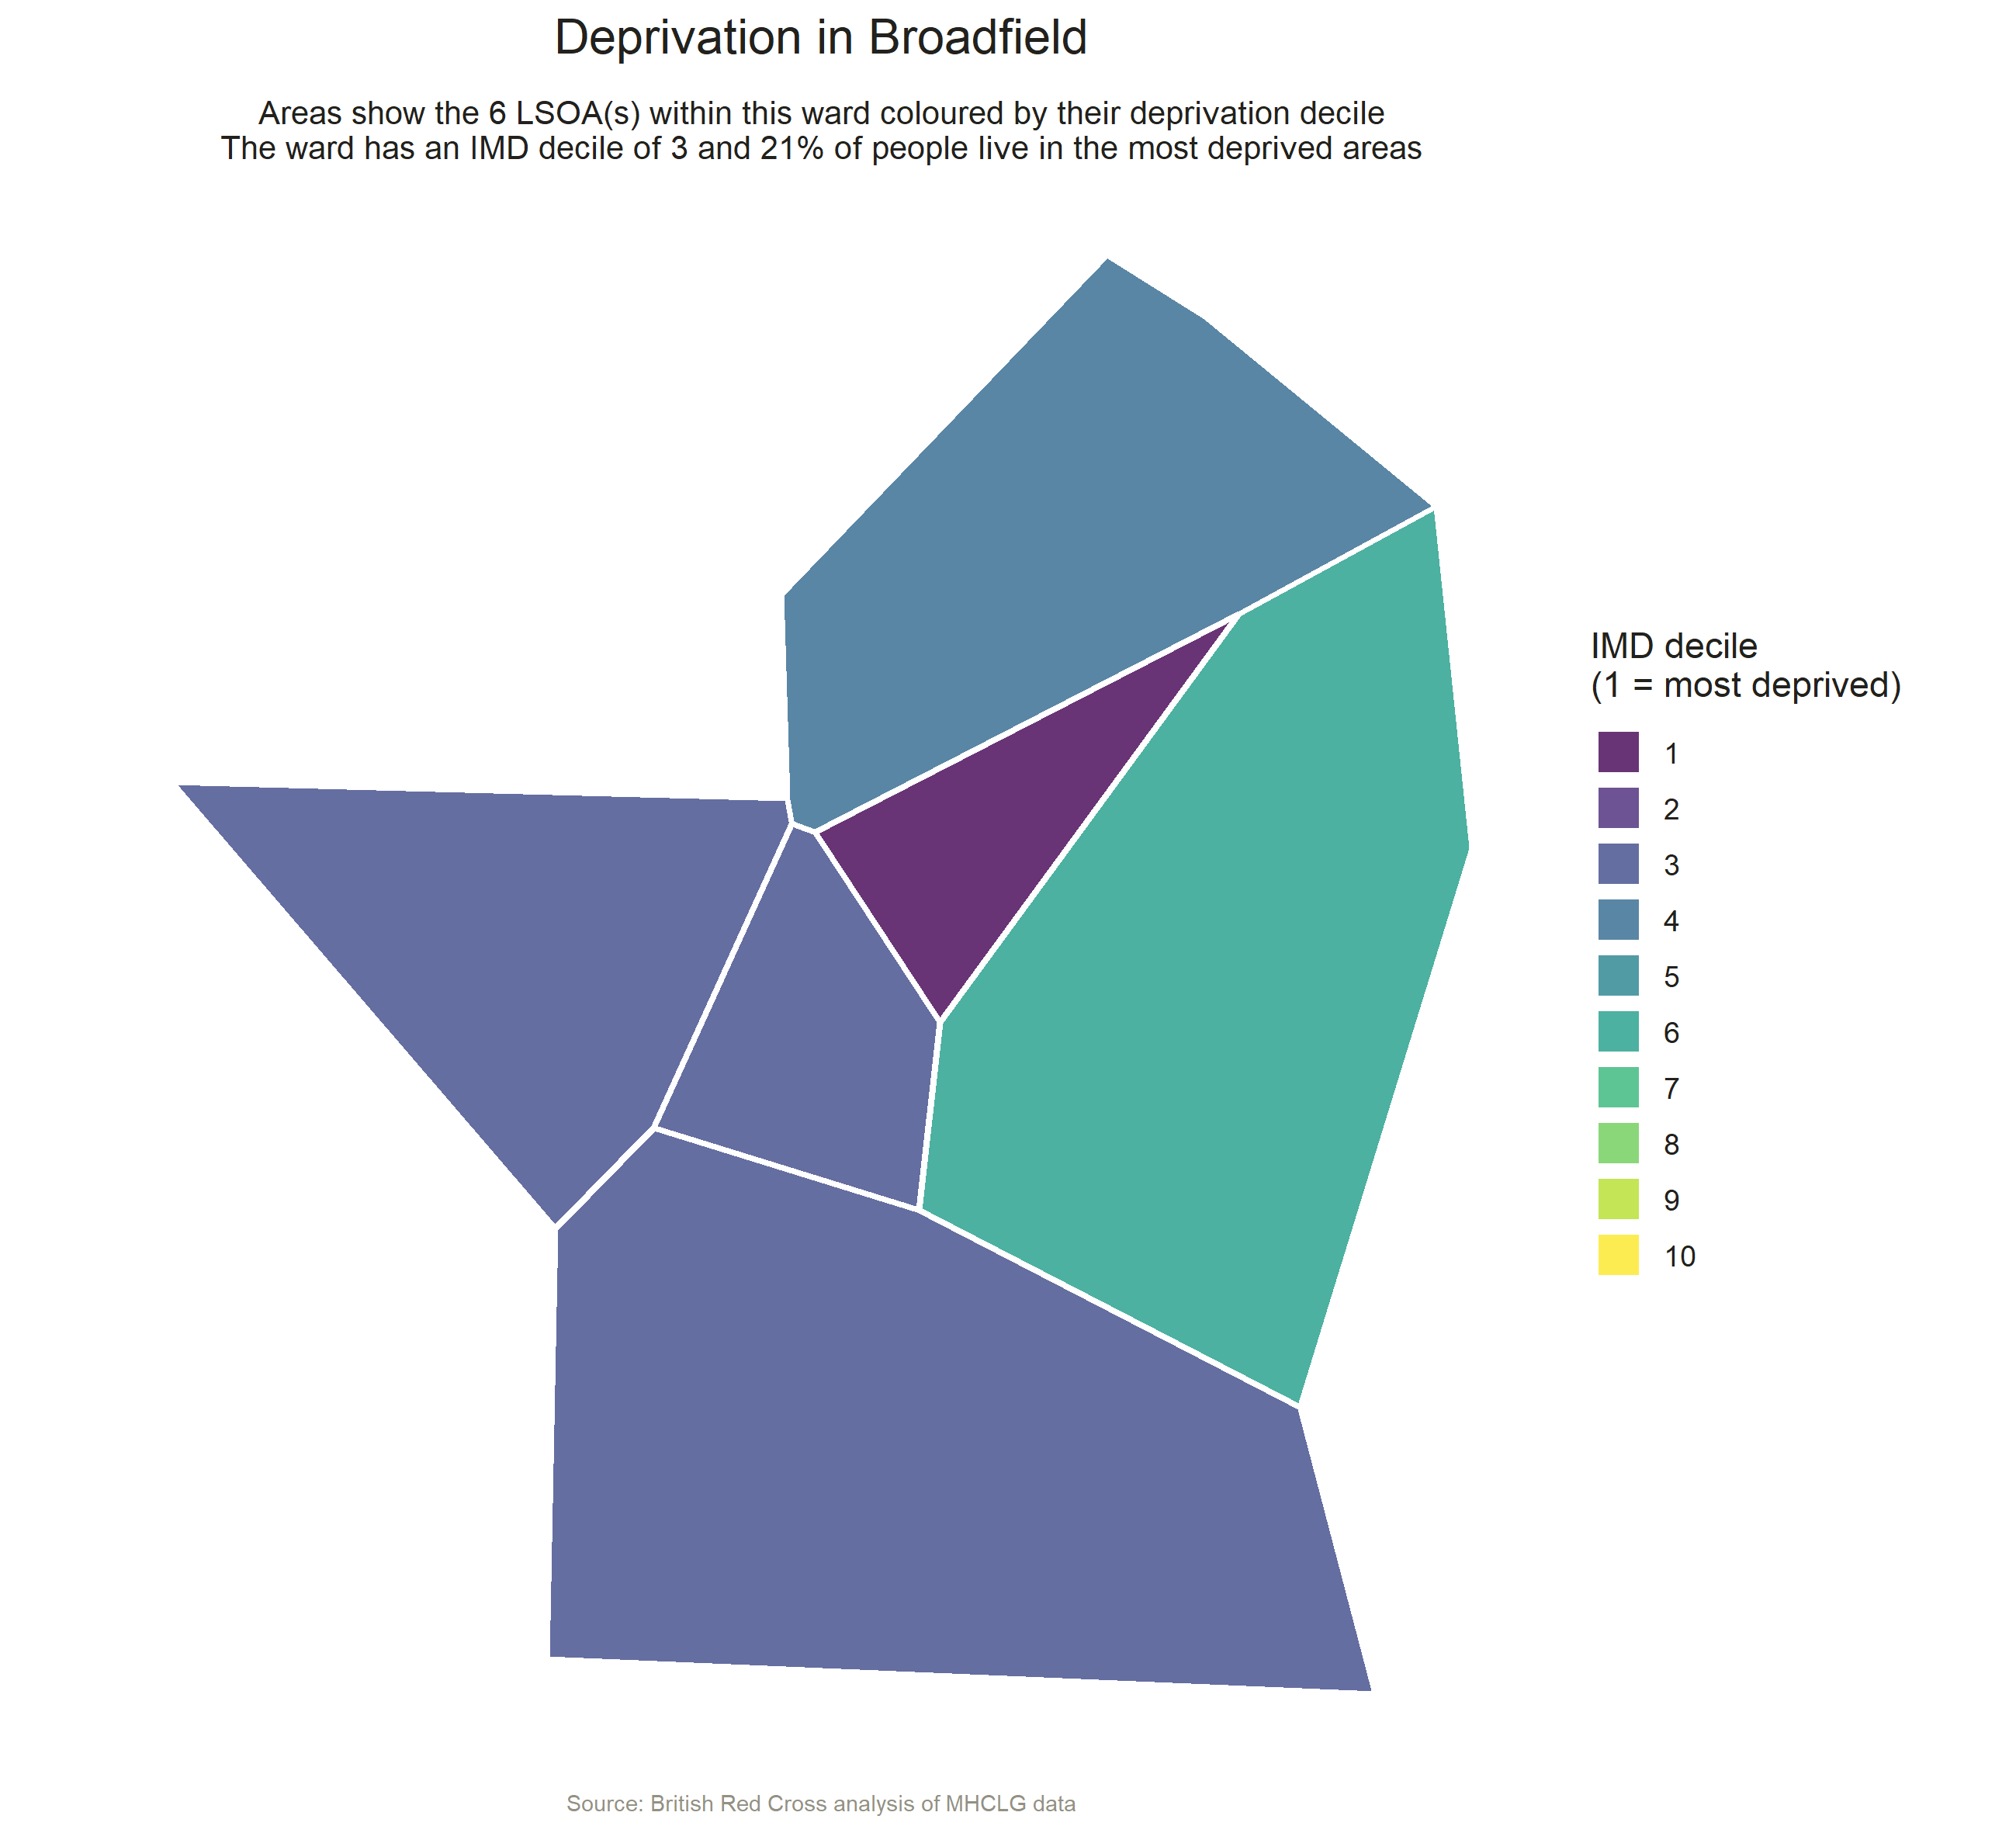 Deprivation in Broadfield
Areas show the 6 LSOA(s) within this ward coloured by their deprivation decile
The ward has an IMD decile of 3 and 21% of people live in the most deprived areas
IMD decile
(1 = most deprived)
1
2
3
4
5
6
7
8
9
10
Source: British Red Cross analysis of MHCLG data